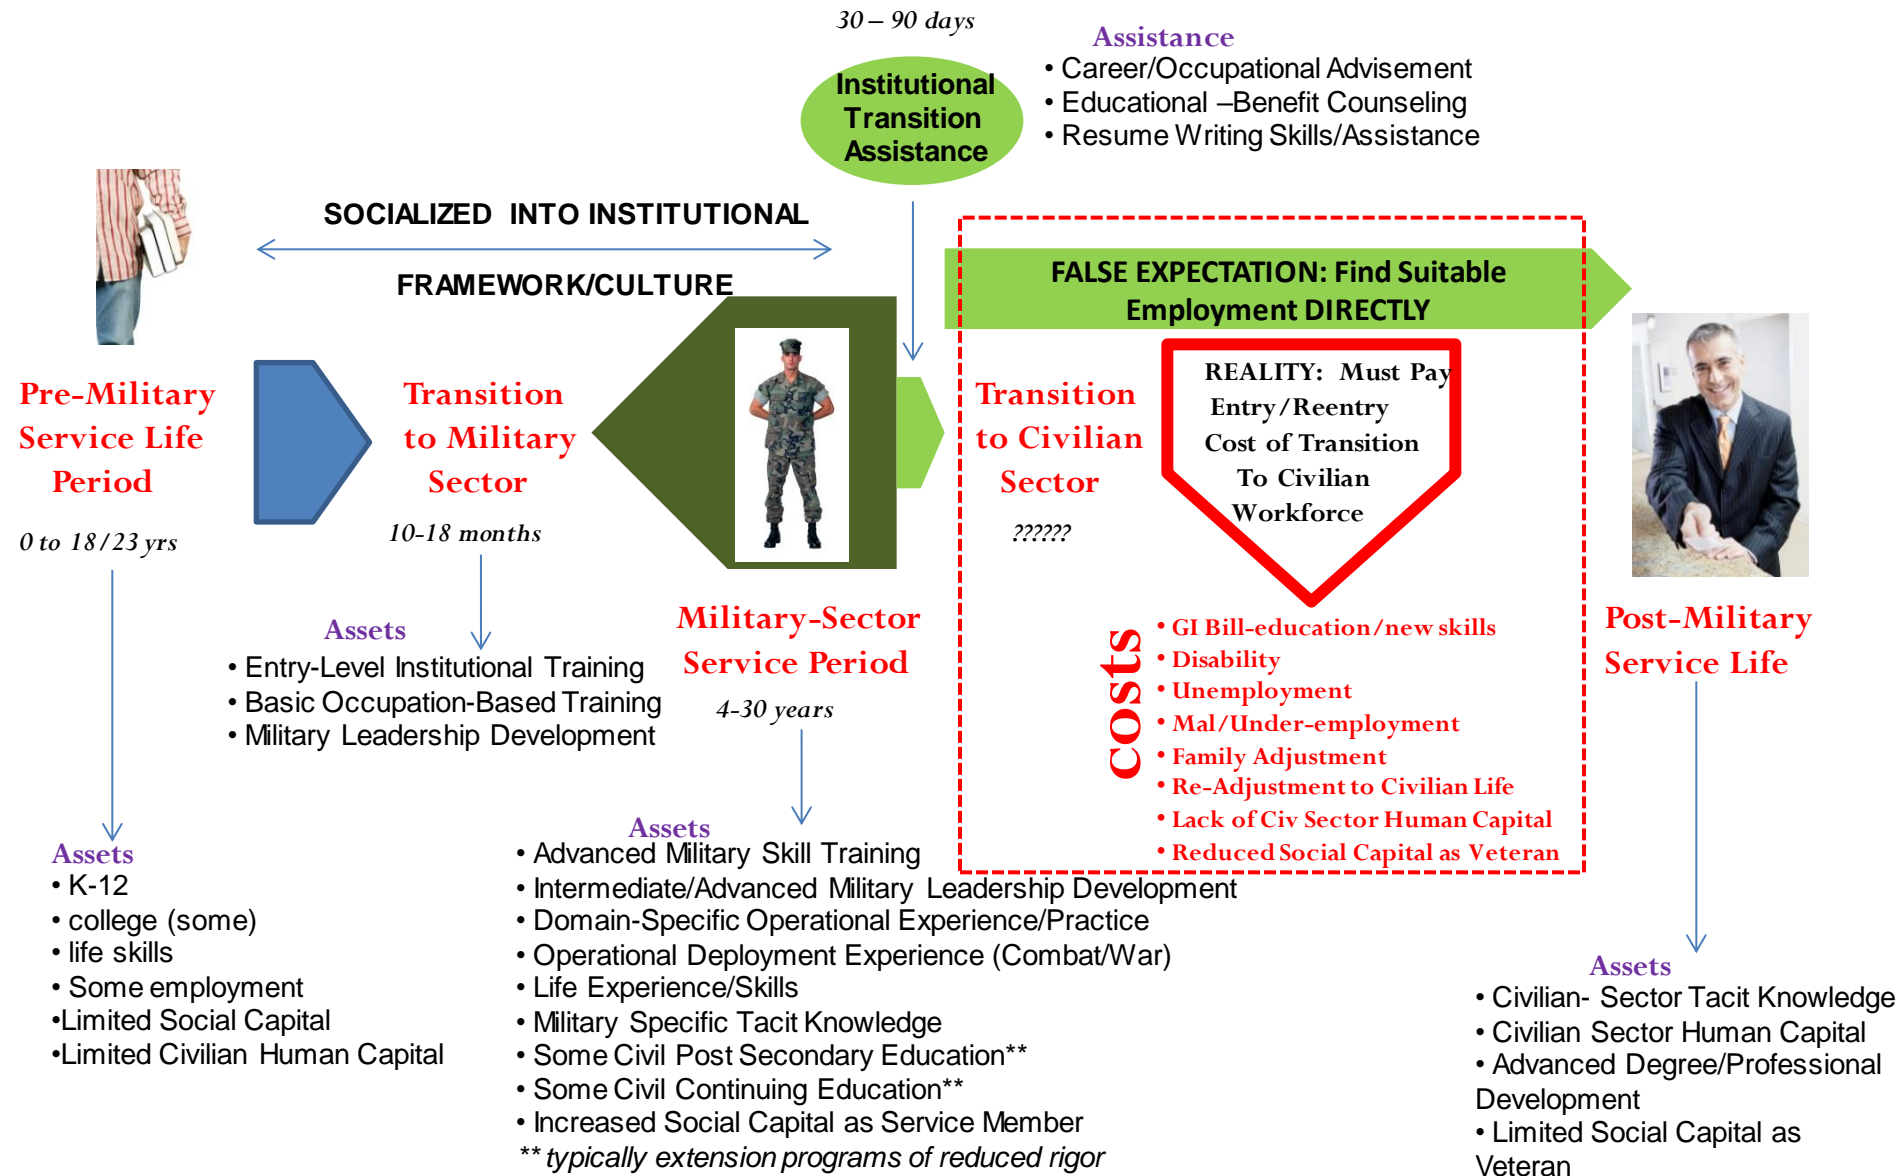 30 – 90 days
Institutional
Transition
Assistance
Assistance
• Career/Occupational Advisement
• Educational –Benefit Counseling
• Resume Writing Skills/Assistance
SOCIALIZED INTO INSTITUTIONAL
FRAMEWORK/CULTURE
FALSE EXPECTATION: Find Suitable
Employment DIRECTLY
Pre-Military
Service Life
Period
0 to 18/23 yrs
Transition
to Military
Sector
10-18 months
Transition
to Civilian
Sector
??????
REALITY: Must Pay
Entry/Reentry
Cost of Transition
To Civilian
Workforce
Assets
• Entry-Level Institutional Training
• Basic Occupation-Based Training
• Military Leadership Development
Military-Sector
Service Period
4-30 years
costs
• GI Bill-education/new skills
• Disability
• Unemployment
• Mal/Under-employment
• Family Adjustment
• Re-Adjustment to Civilian Life
• Lack of Civ Sector Human Capital
• Reduced Social Capital as Veteran
Post-Military
Service Life
Assets
• K-12
• college (some)
• life skills
• Some employment
•Limited Social Capital
•Limited Civilian Human Capital
Assets
• Advanced Military Skill Training
• Intermediate/Advanced Military Leadership Development
• Domain-Specific Operational Experience/Practice
• Operational Deployment Experience (Combat/War)
• Life Experience/Skills
• Military Specific Tacit Knowledge
• Some Civil Post Secondary Education**
• Some Civil Continuing Education**
• Increased Social Capital as Service Member
** typically extension programs of reduced rigor
Assets
• Civilian- Sector Tacit Knowledge
• Civilian Sector Human Capital
• Advanced Degree/Professional
Development
• Limited Social Capital as
Veteran